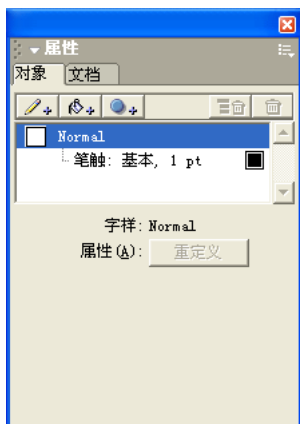 属性
对象 文档
Normal
笔触: 基本, 1 pt
字样: Normal
属性(A): 重定义